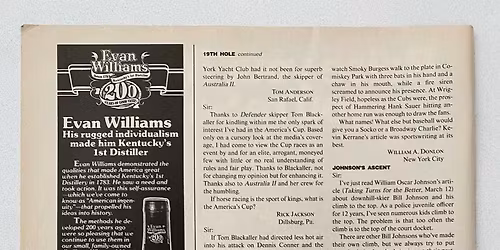 Evan
Williams
200
Evan Williams
His rugged individualism
made him Kentucky's
1st Distiller
Evan Williams demonstrated the
qualities that made America great
when he established Kentucky's 1st
Distillery in 1783. He saw a need and
took action. It was this self-assurance
—which we've come to
know as "American ingen-
uity"—that propelled his
ideas into history.
The methods he de-
veloped 200 years ago
were so pleasing that we
continue to use them in
our small, family-owned
19TH HOLE continued
York Yacht Club had it not been for superb
steering by John Bertrand, the skipper of
Australia II.
TOM ANDERSON
San Rafael, Calif.
Sir:
Thanks to Defender skipper Tom Black-
aller for kindling within me the only spark of
interest I've had in the America's Cup. Based
only on a cursory look at the media's cover-
age, I had come to view the Cup races as an
event by and for an elite, arrogant, moneyed
few with little or no real understanding of
rules and fair play. Thanks to Blackaller, not
for changing my opinion but for enhancing it.
Thanks also to Australia II and her crew for
the humbling.
If horse racing is the sport of kings, what is
the America's Cup?
RICK JACKSON
Dillsburg, Pa.
Sir:
If Tom Blackaller had directed less hot air
into his attack on Dennis Conner and the
watch Smoky Burgess walk to the plate in Co-
miskey Park with three bats in his hand and a
chaw in his mouth, while a fire siren
screamed to announce his presence. At Wrig-
ley Field, hopeless as the Cubs were, the pros-
pect of Hammering Hank Sauer hitting an-
other home run was enough to draw the fans.
What names! What else but baseball would
give you a Socko or a Broadway Charlie? Ke-
vin Kerrane's article was sportswriting at its
best.
WILLIAM A. DONLON
New York City
JOHNSON'S ASCENT
Sir:
I've just read William Oscar Johnson's arti-
cle (Taking Turns for the Better, March 12)
about downhill-skier Bill Johnson and his
climb to the top. As a police juvenile officer
for 12 years, I've seen numerous kids climb to
the top. The problem is that too often the
climb is to the top of the door casket.
There are other Bill Johnsons who've made
their own climb, but we always try to put